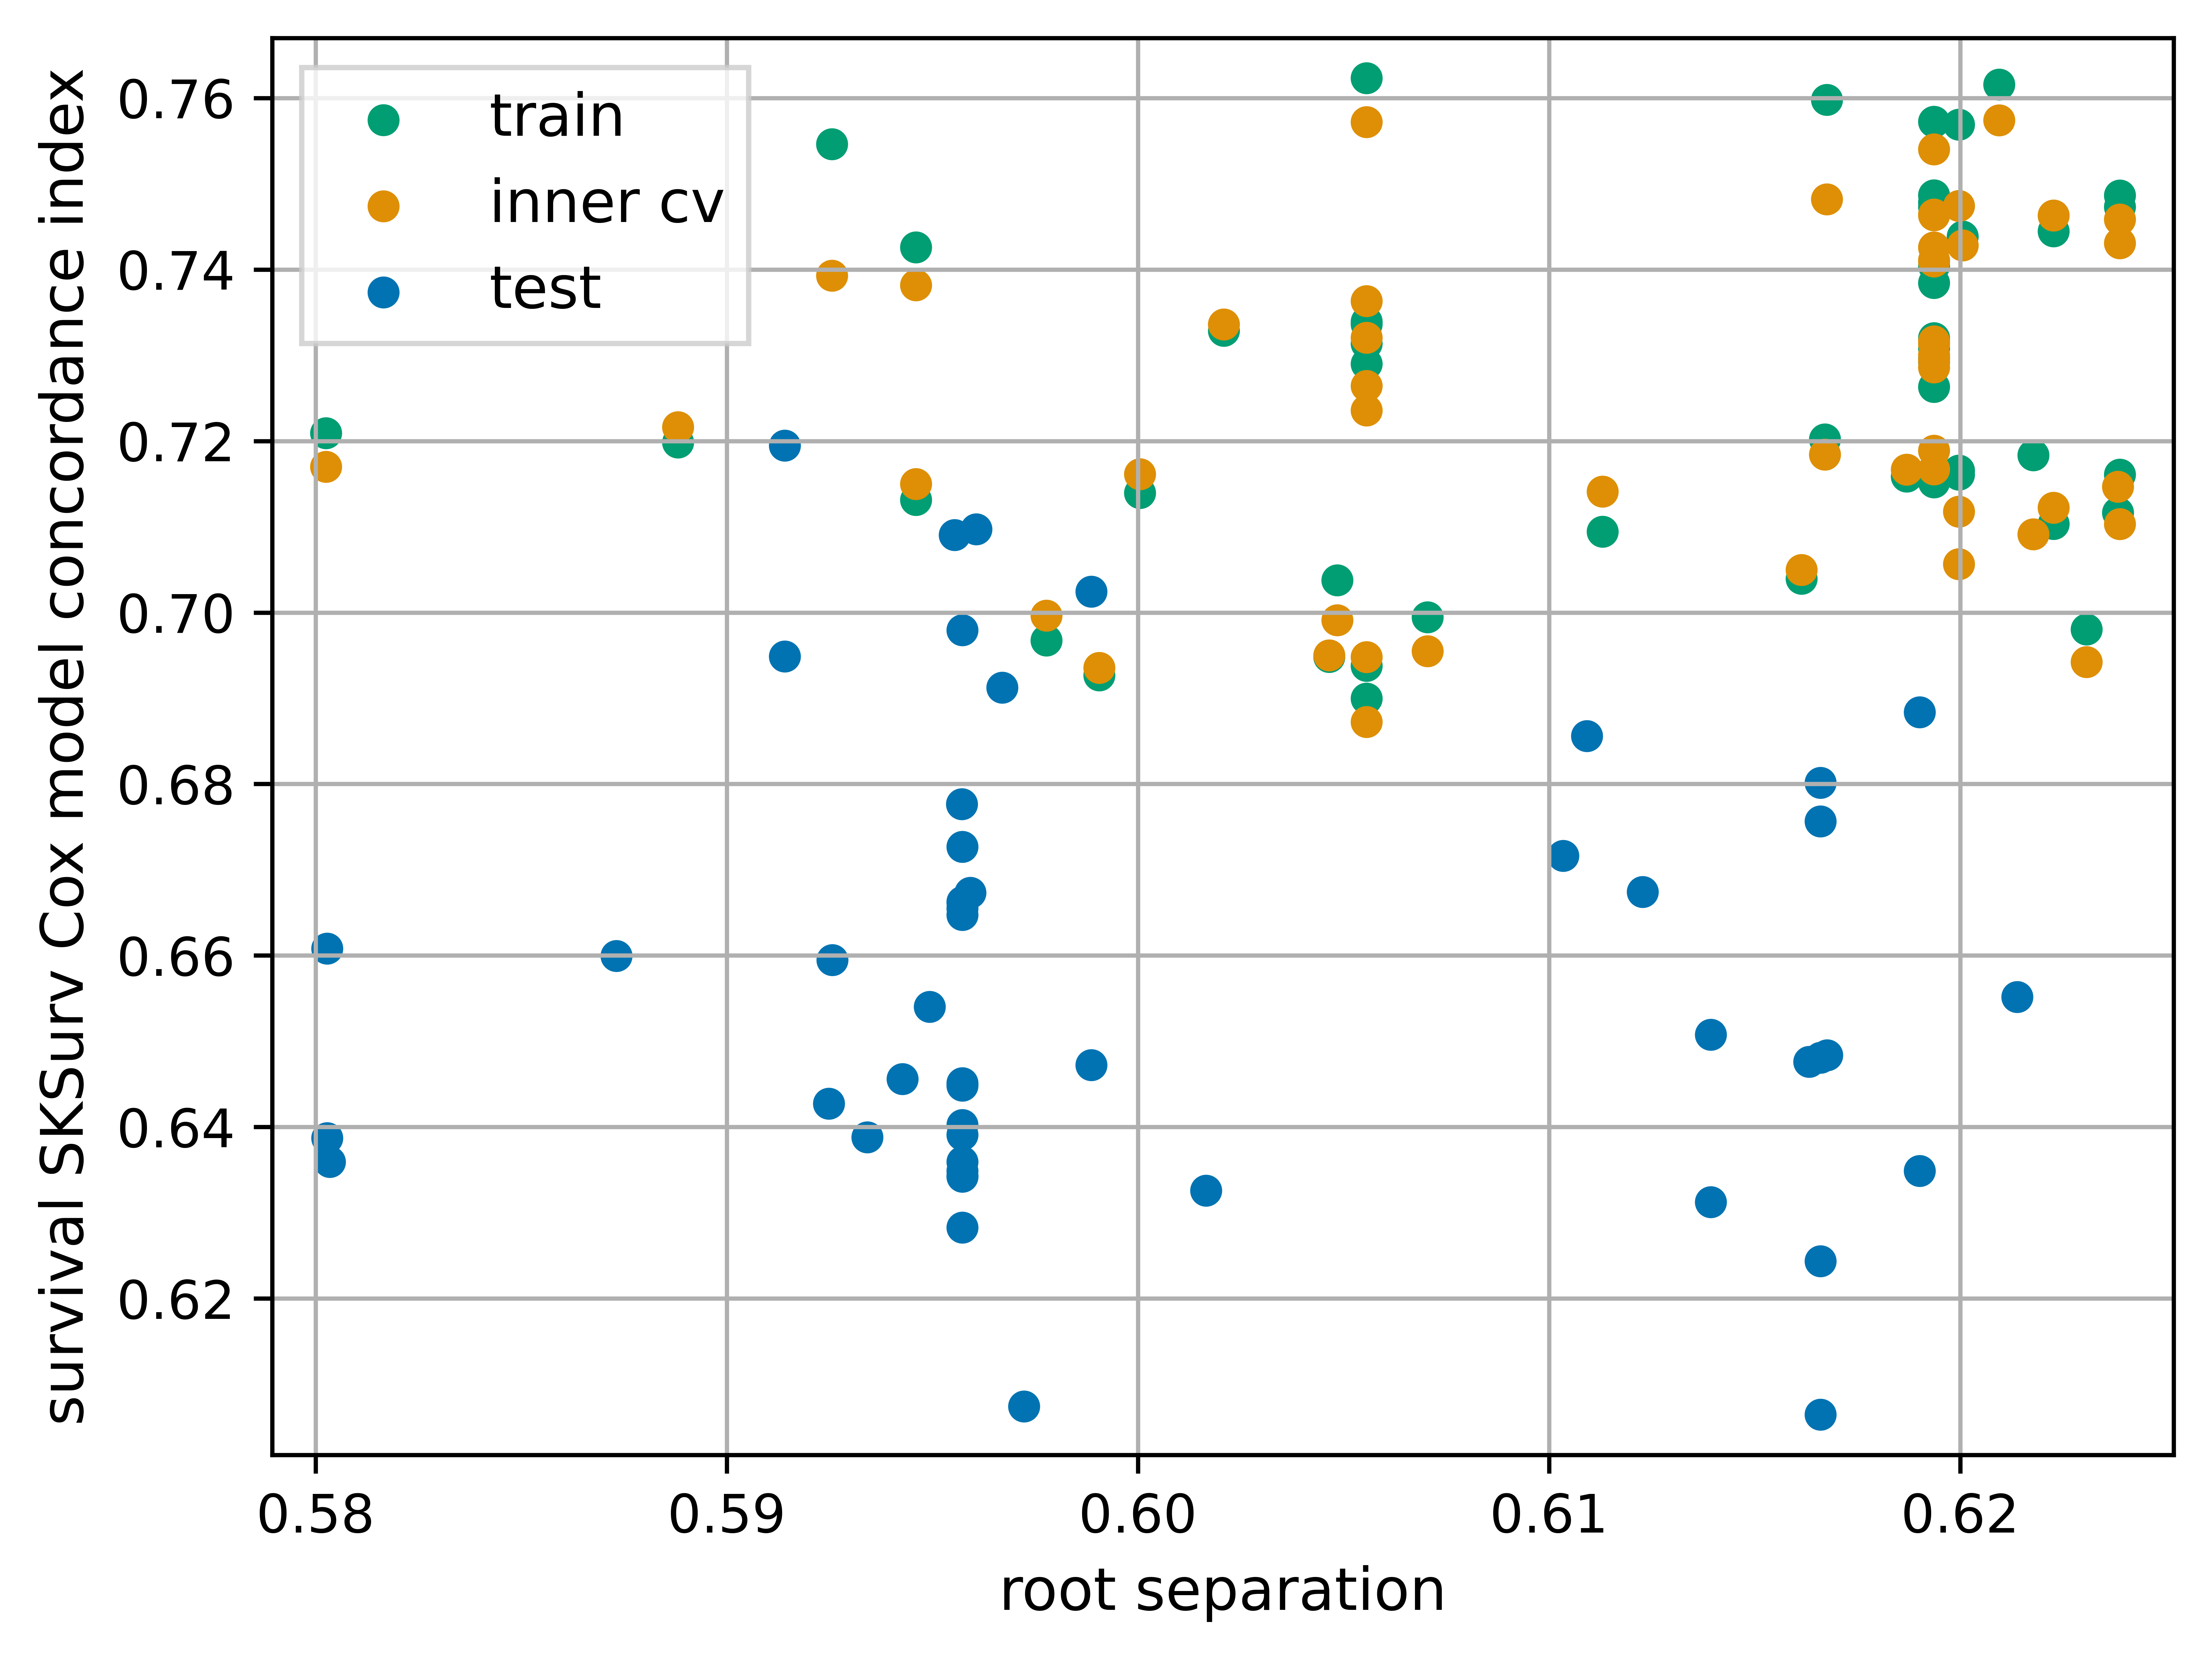 survival SKSurv Cox model concordance index
0.76
0.74
0.72
0.70
0.68
0.66
0.64
0.62
train
inner cv
test
0.58 0.59 0.60 0.61 0.62
root separation